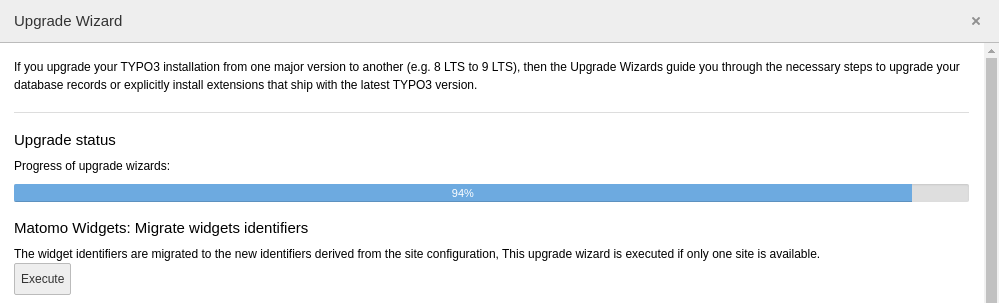 Upgrade Wizard
×
If you upgrade your TYPO3 installation from one major version to another (e.g. 8 LTS to 9 LTS), then the Upgrade Wizards guide you through the necessary steps to upgrade your
database records or explicitly install extensions that ship with the latest TYPO3 version.
Upgrade status
Progress of upgrade wizards:
94%
Matomo Widgets: Migrate widgets identifiers
The widget identifiers are migrated to the new identifiers derived from the site configuration, This upgrade wizard is executed if only one site is available.
Execute